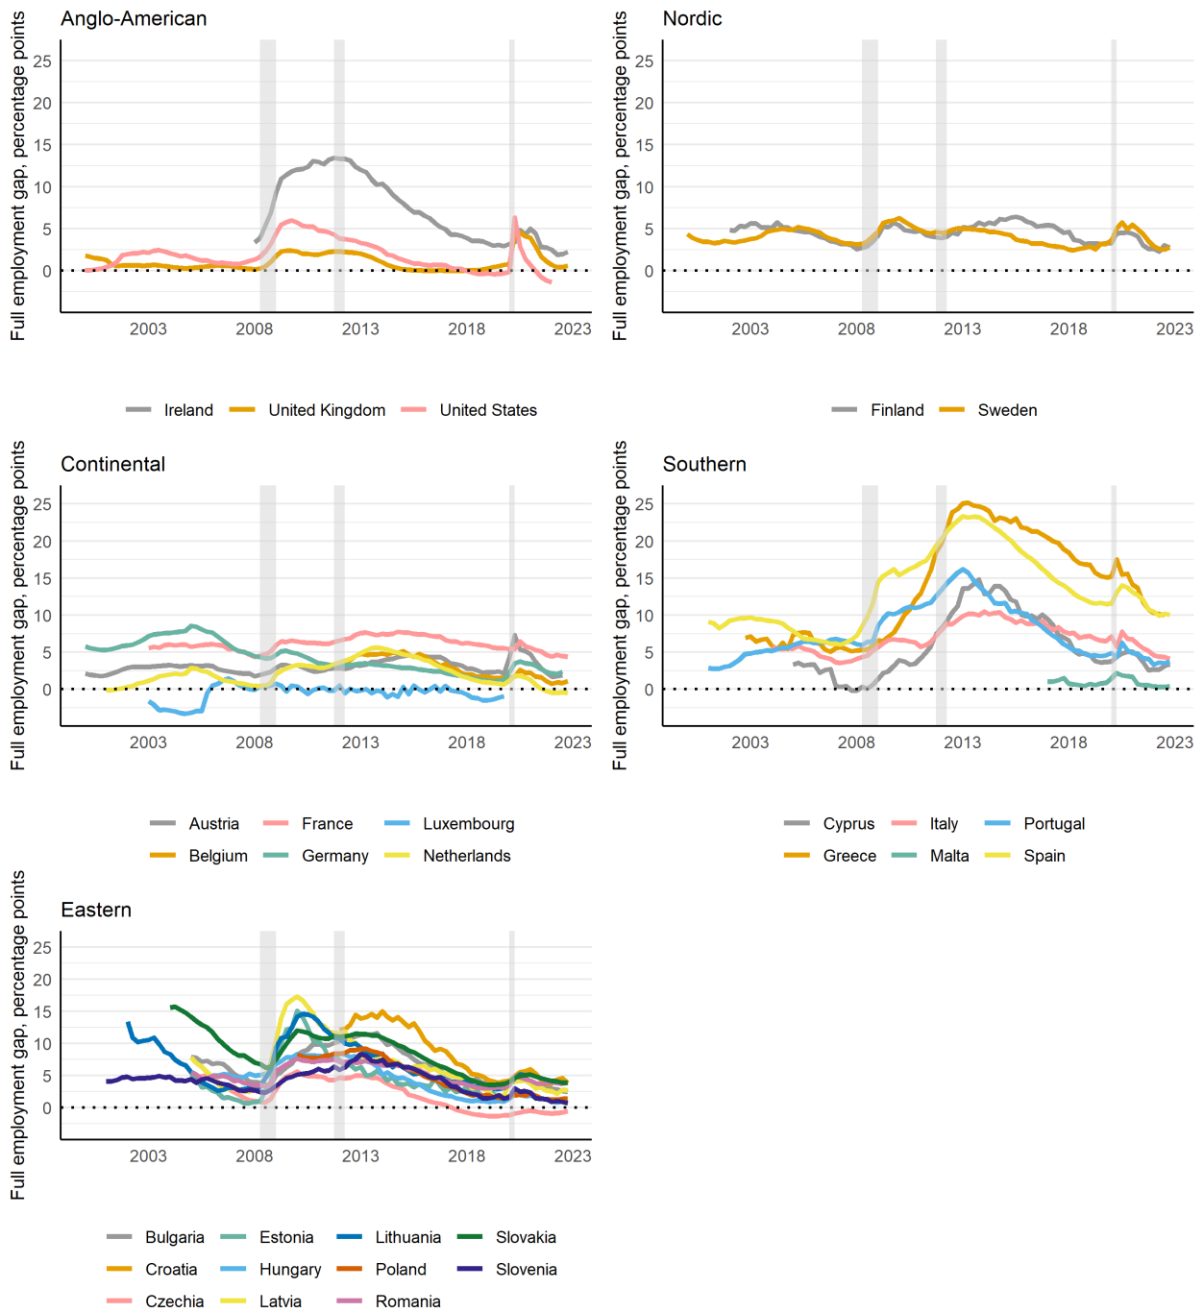 Anglo-American
Full employment gap, percentage points
25
20
15
10
5
0
2003 2008 2013 2018 2023
Ireland United Kingdom United States
Nordic
Full employment gap, percentage points
25
20
15
10
5
0
2003 2008 2013 2018 2023
Finland Sweden
Continental
Full employment gap, percentage points
25
20
15
10
5
0
2003 2008 2013 2018 2023
Austria France Luxembourg
Belgium Germany Netherlands
Southern
Full employment gap, percentage points
25
20
15
10
5
0
2003 2008 2013 2018 2023
Cyprus Italy Portugal
Greece Malta Spain
Eastern
Full employment gap, percentage points
25
20
15
10
5
0
2003 2008 2013 2018 2023
Bulgaria Estonia Lithuania Slovakia
Croatia Hungary Poland Slovenia
Czechia Latvia Romania